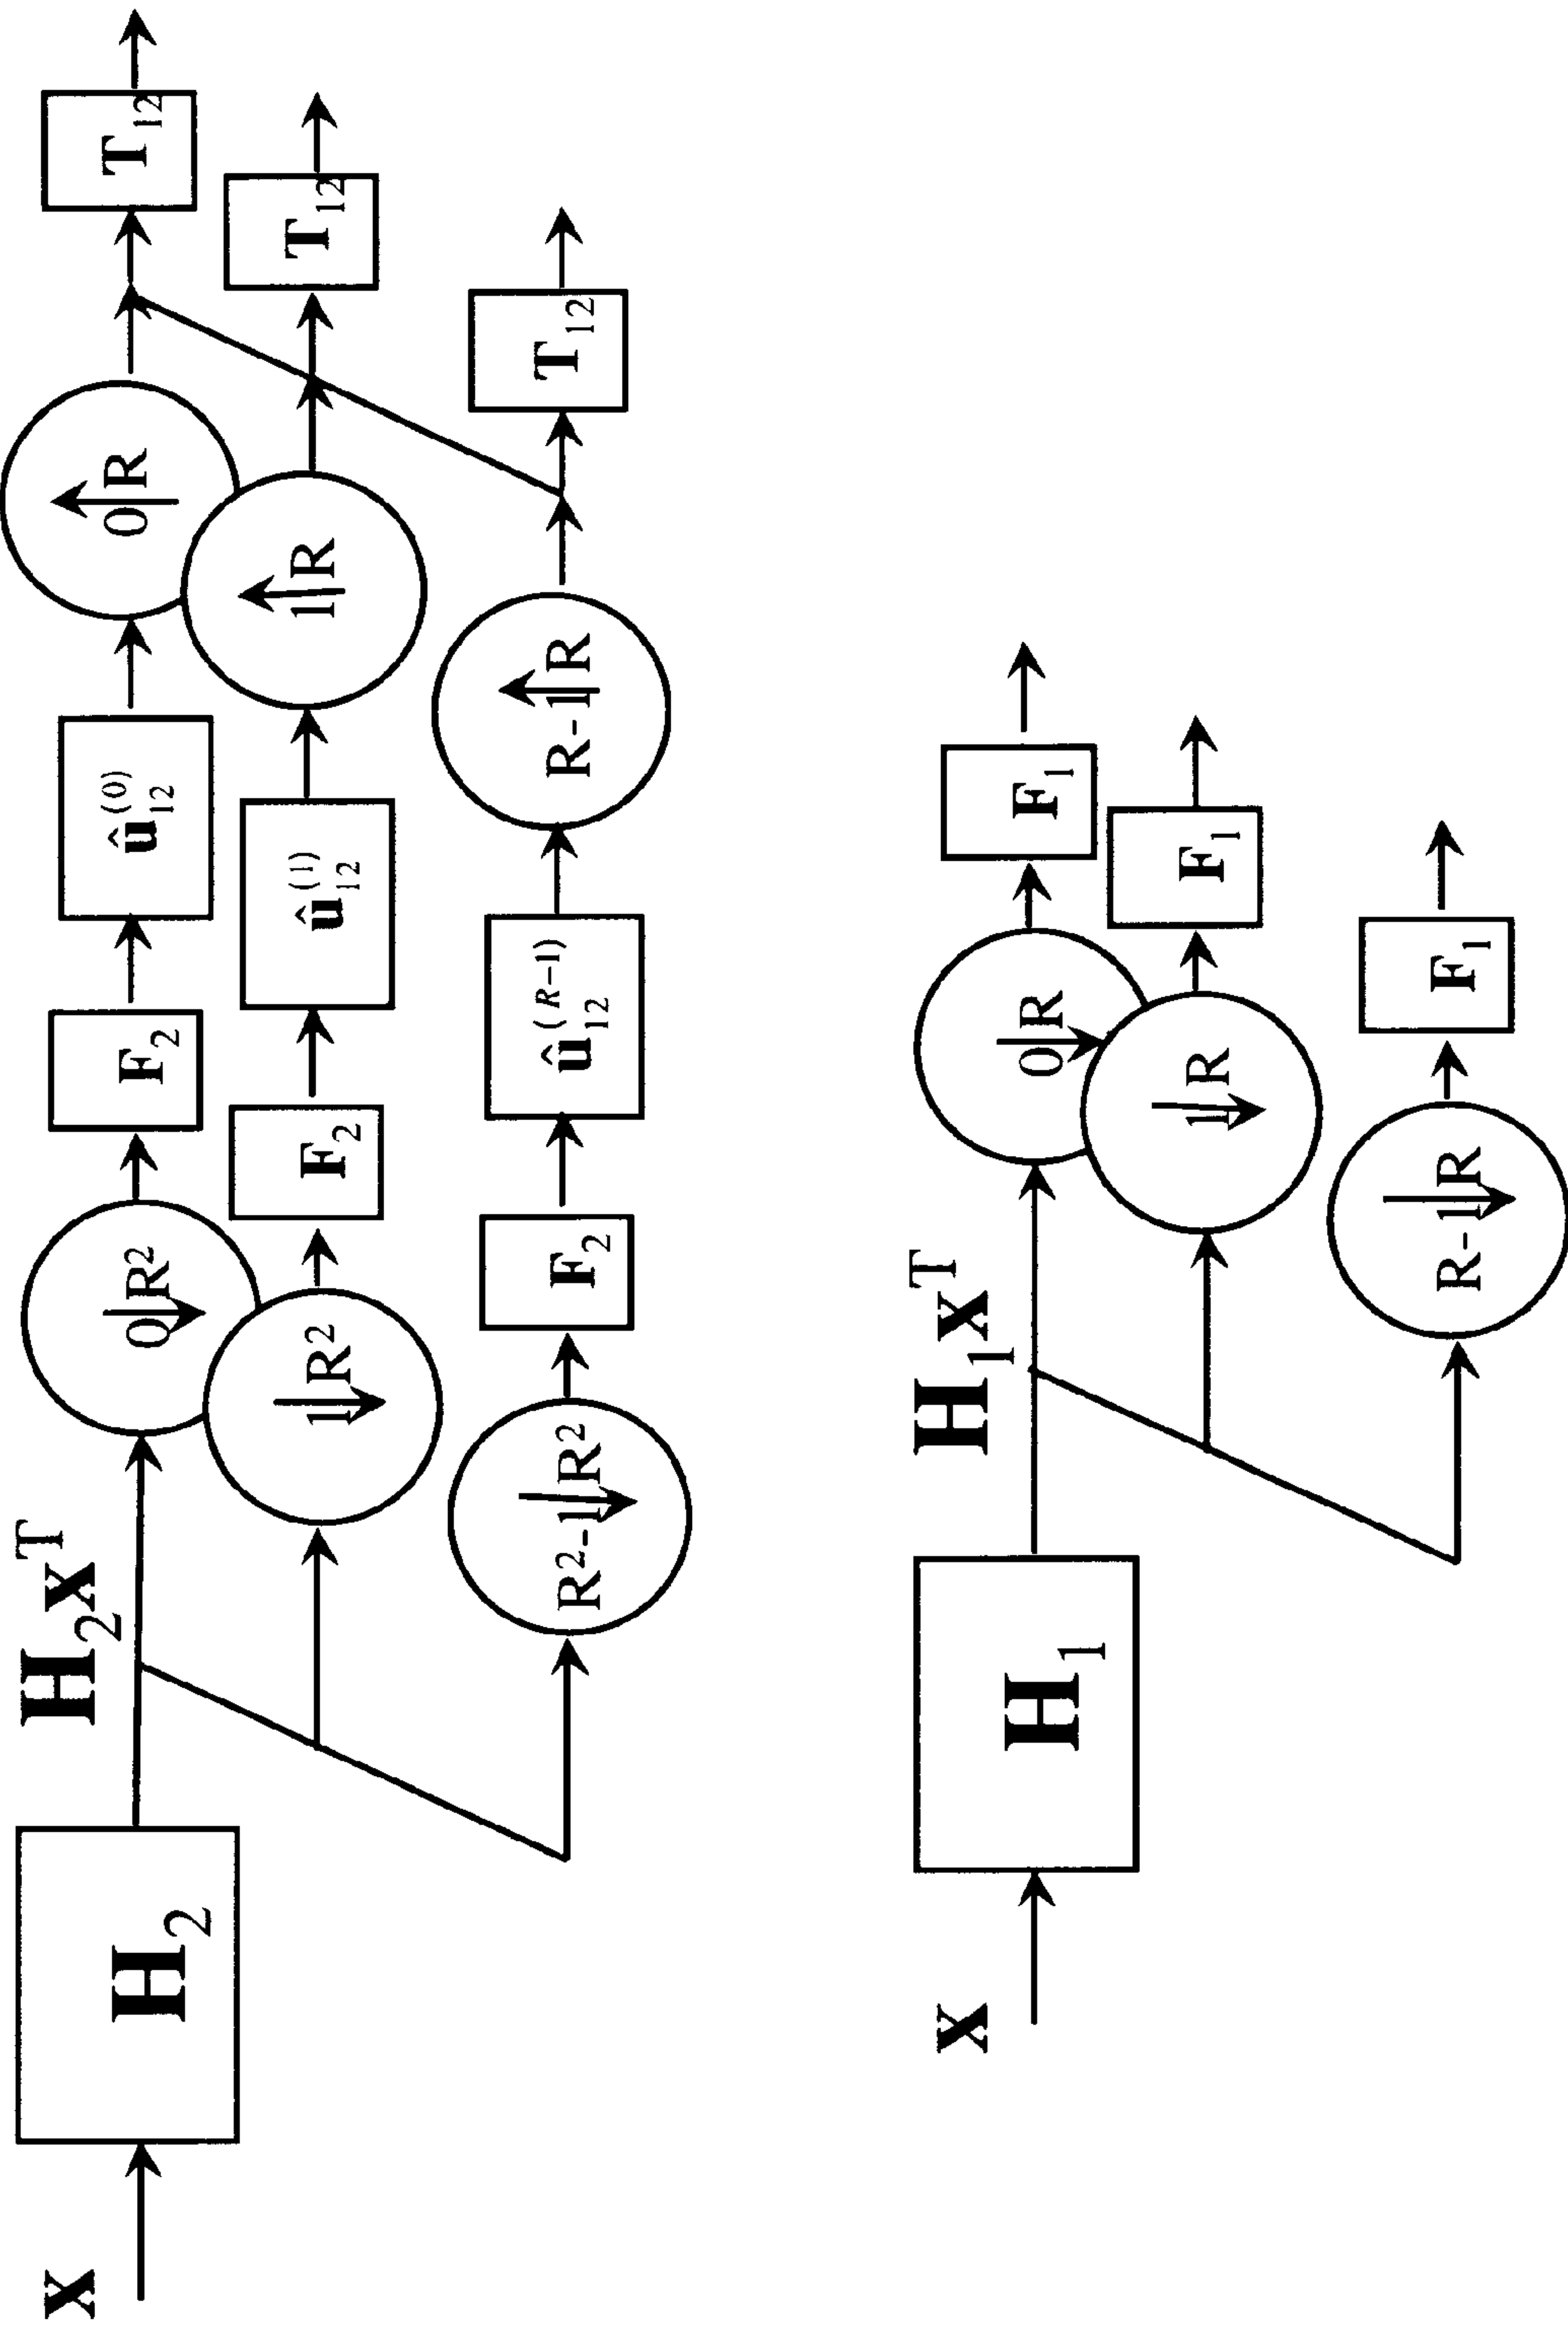 x
H₂
H₂xᵀ
0↓R²
F₂
û₁₂⁽⁰⁾
0↑R
T₁₂
1↓R²
F₂
û₁₂⁽¹⁾
1↑R
T₁₂
R²-1↓R²
F₂
û₁₂⁽ᴿ⁻¹⁾
R-1↑R
T₁₂
x
H₁
H₁xᵀ
0↓R
F₁
1↓R
F₁
R-1↓R
F₁